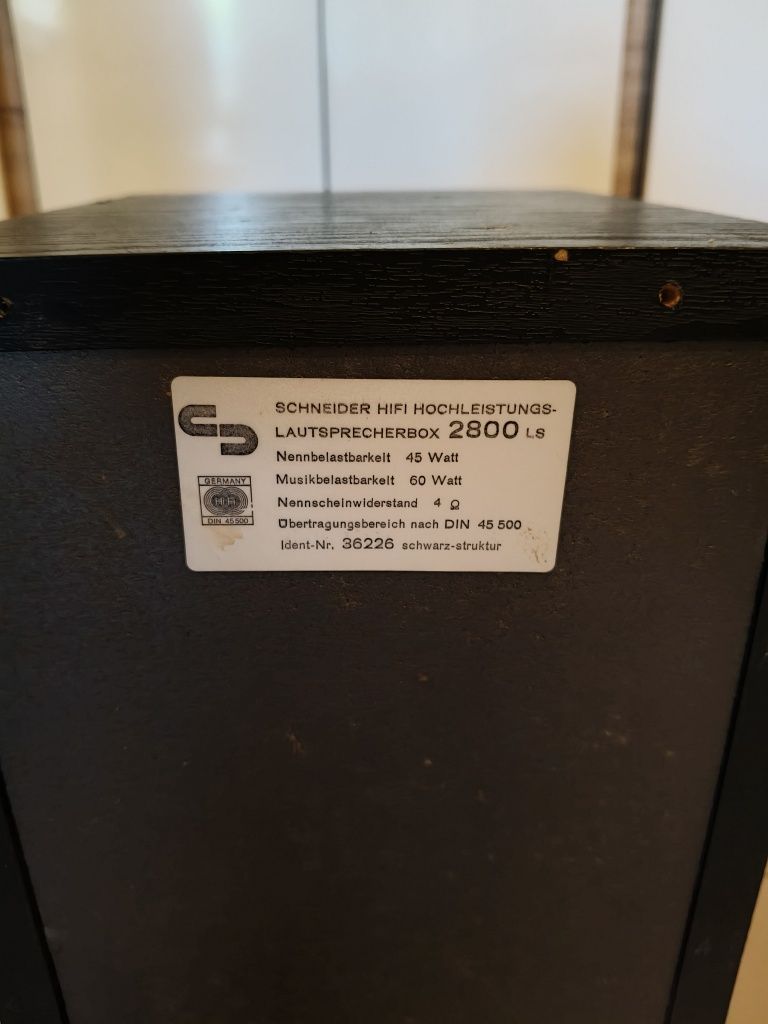 SCHNEIDER HIFI HOCHLEISTUNGS-
LAUTSPRECHERBOX 2800 LS
Nennbelastbarkeit 45 Watt
Musikbelastbarkeit 60 Watt
Nennscheinwiderstand 4 Ω
Übertragungsbereich nach DIN 45 500
Ident-Nr. 36226 schwarz-struktur
GERMANY
HiFi
DIN 45500